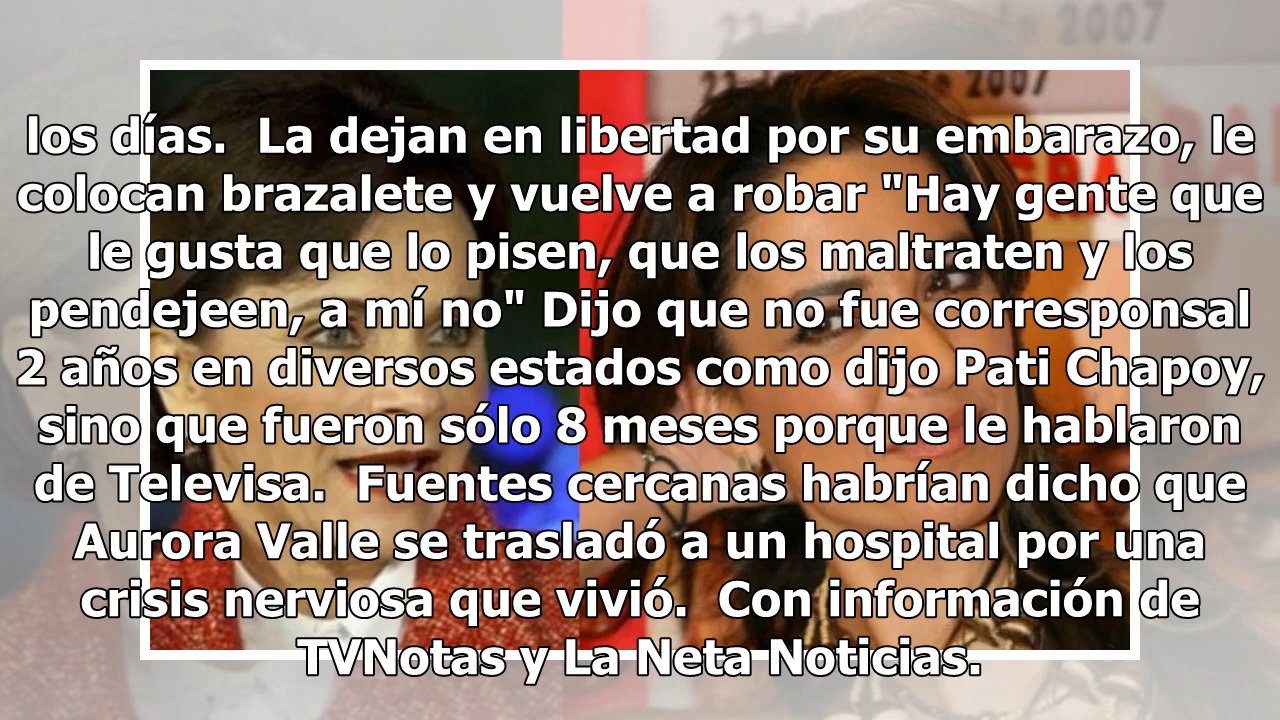 23 de 2007
2007
los días.  La dejan en libertad por su embarazo, le
colocan brazalete y vuelve a robar "Hay gente que
le gusta que lo pisen, que los maltraten y los
pendejeen, a mí no" Dijo que no fue corresponsal
2 años en diversos estados como dijo Pati Chapoy,
sino que fueron sólo 8 meses porque le hablaron
de Televisa.  Fuentes cercanas habrían dicho que
Aurora Valle se trasladó a un hospital por una
crisis nerviosa que vivió.  Con información de
TVNotas y La Neta Noticias.